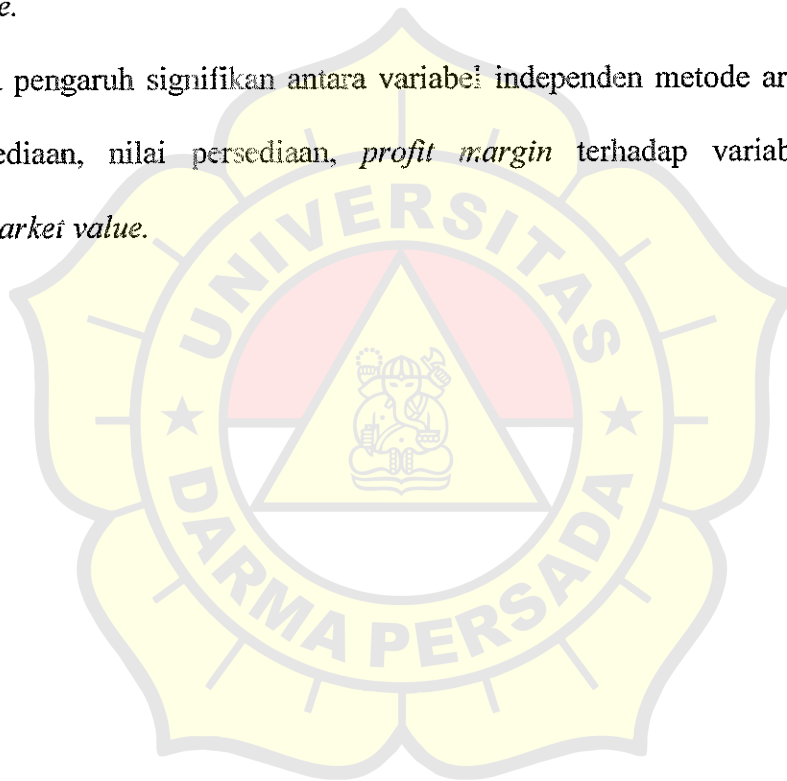 e.
pengaruh signifikan antara variabel independen metode ar
ediaan, nilai persediaan, profit margin terhadap variab
arket value.
UNIVERSITAS
DARMA PERSADA